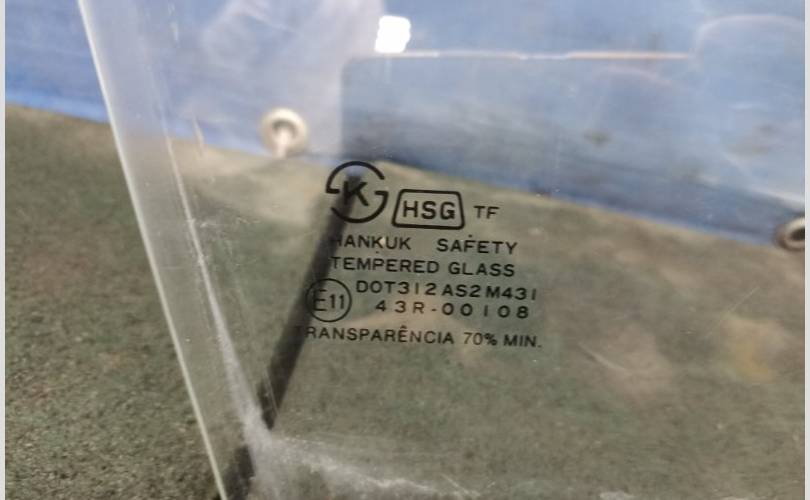 K HSG TF
HANKUK SAFETY
TEMPERED GLASS
DOT312 AS2 M431
E11 43R-00108
TRANSPARÊNCIA 70% MIN.